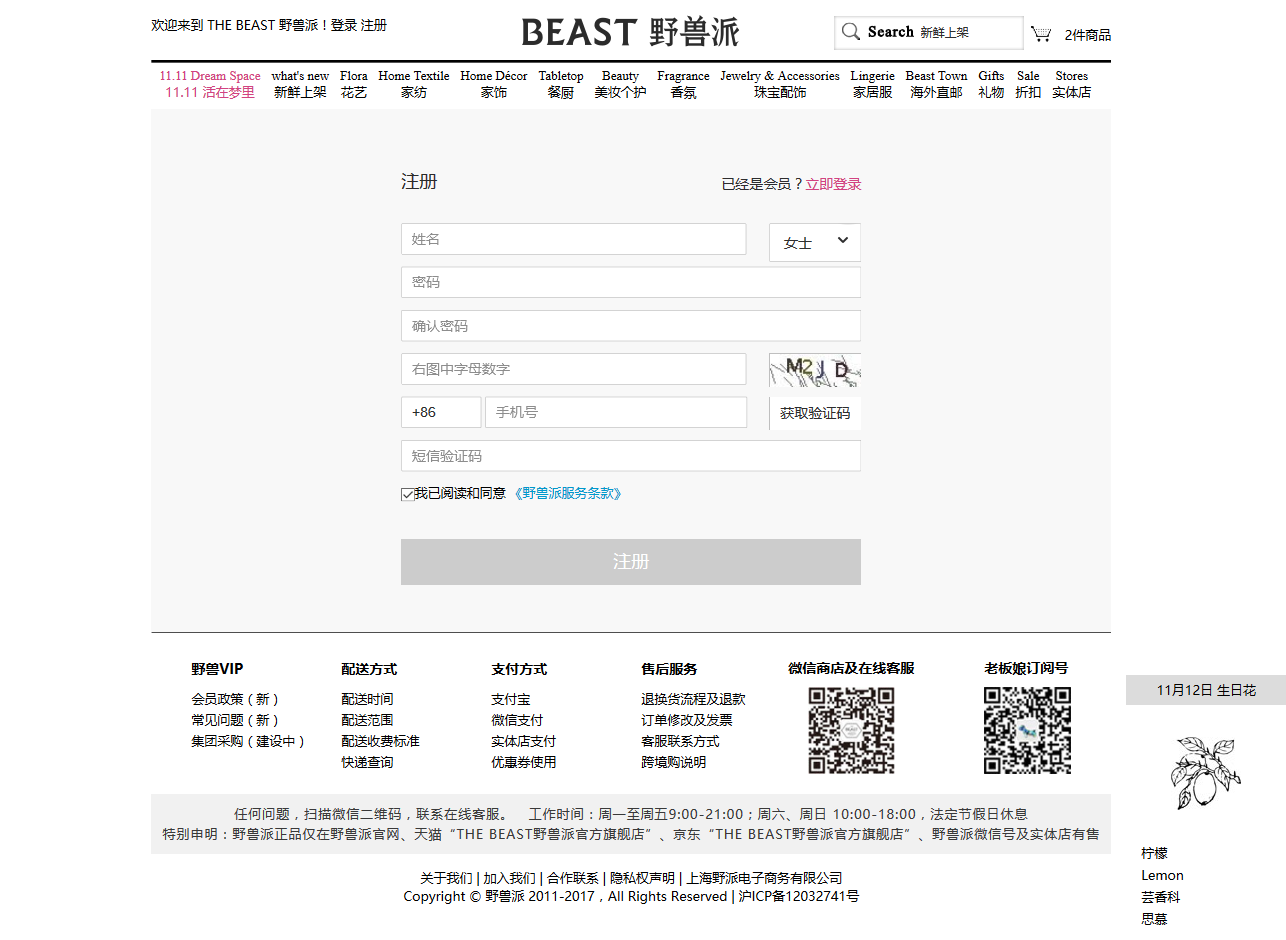 欢迎来到 THE BEAST 野兽派！登录 注册
BEAST 野兽派
Search 新鲜上架
2件商品
11.11 Dream Space what's new Flora Home Textile Home Décor Tabletop Beauty Fragrance Jewelry & Accessories Lingerie Beast Town Gifts Sale Stores
11.11 活在梦里 新鲜上架 花艺 家纺 家饰 餐厨 美妆个护 香氛 珠宝配饰 家居服 海外直邮 礼物 折扣 实体店
注册 已经是会员？立即登录
姓名 女士
密码
确认密码
右图中字母数字 M2JD
+86 手机号 获取验证码
短信验证码
我已阅读和同意 《野兽派服务条款》
注册
野兽VIP 配送方式 支付方式 售后服务 微信商店及在线客服 老板娘订阅号
会员政策（新） 配送时间 支付宝 退换货流程及退款
常见问题（新） 配送范围 微信支付 订单修改及发票
集团采购（建设中） 配送收费标准 实体店支付 客服联系方式
快递查询 优惠券使用 跨境购说明
11月12日 生日花
任何问题，扫描微信二维码，联系在线客服。 工作时间：周一至周五9:00-21:00；周六、周日 10:00-18:00，法定节假日休息
特别申明：野兽派正品仅在野兽派官网、天猫“THE BEAST野兽派官方旗舰店”、京东“THE BEAST野兽派官方旗舰店”、野兽派微信号及实体店有售
柠檬
Lemon
芸香科
思慕
关于我们 | 加入我们 | 合作联系 | 隐私权声明 | 上海野派电子商务有限公司
Copyright © 野兽派 2011-2017，All Rights Reserved | 沪ICP备12032741号